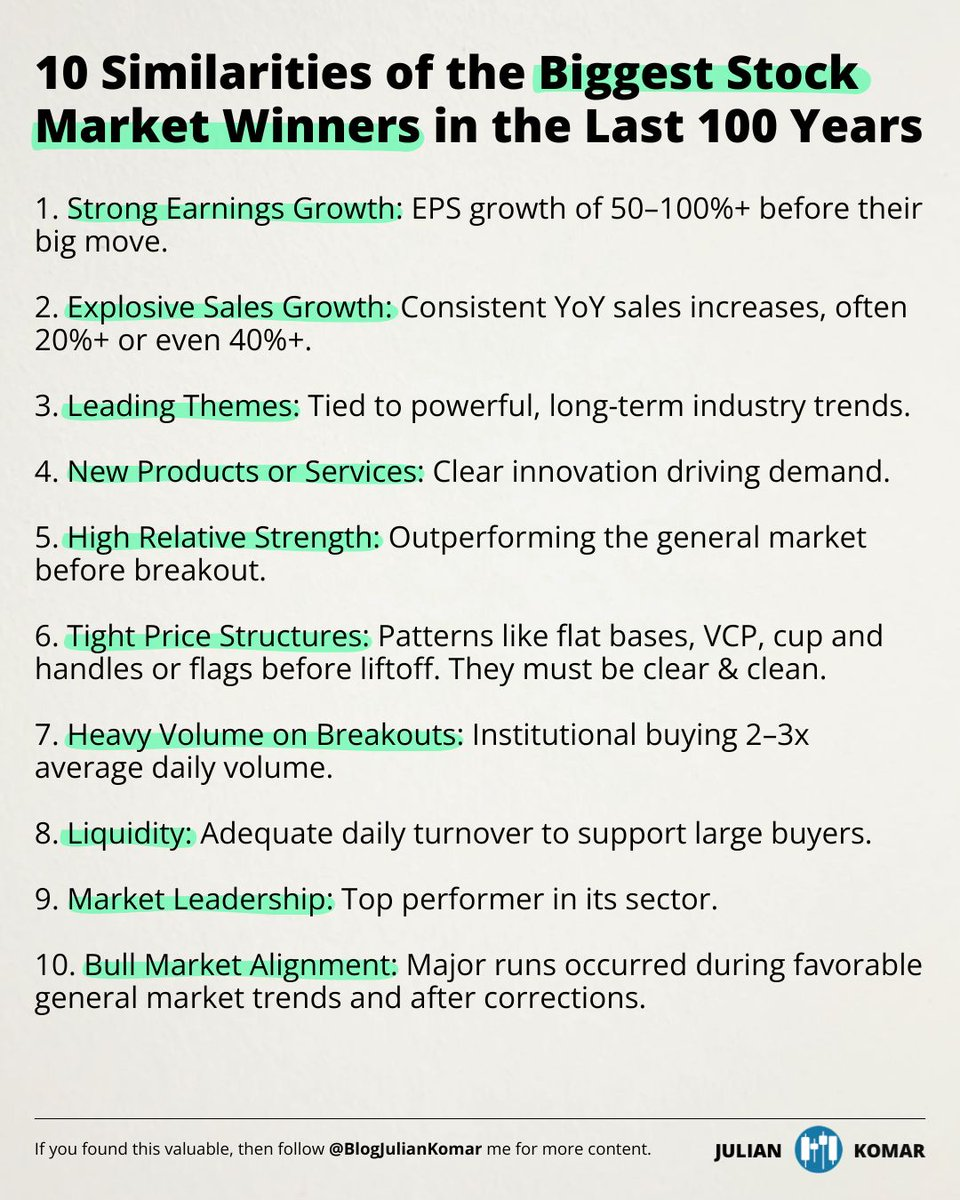 10 Similarities of the Biggest Stock
Market Winners in the Last 100 Years
1. Strong Earnings Growth: EPS growth of 50–100%+ before their
big move.
2. Explosive Sales Growth: Consistent YoY sales increases, often
20%+ or even 40%+.
3. Leading Themes: Tied to powerful, long-term industry trends.
4. New Products or Services: Clear innovation driving demand.
5. High Relative Strength: Outperforming the general market
before breakout.
6. Tight Price Structures: Patterns like flat bases, VCP, cup and
handles or flags before liftoff. They must be clear & clean.
7. Heavy Volume on Breakouts: Institutional buying 2–3x
average daily volume.
8. Liquidity: Adequate daily turnover to support large buyers.
9. Market Leadership: Top performer in its sector.
10. Bull Market Alignment: Major runs occurred during favorable
general market trends and after corrections.
If you found this valuable, then follow @BlogJulianKomar me for more content.
JULIAN KOMAR